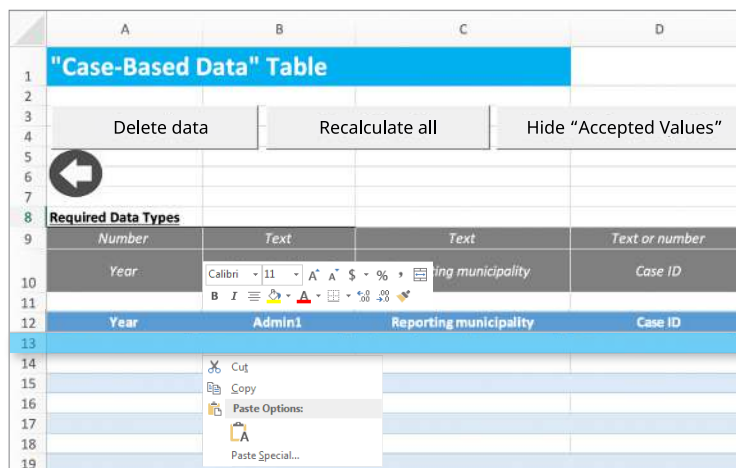 A B C D
1 "Case-Based Data" Table
2
3
Delete data Recalculate all Hide “Accepted Values”
4
5
6
7
8 Required Data Types
9 Number Text Text Text or number
Calibri 11 A A $ % ,
10 Year ting municipality Case ID
B I A .00 .00
11
12 Year Admin1 Reporting municipality Case ID
13
14 Cut
15 Copy
16 Paste Options:
17 A
18 Paste Special...
19